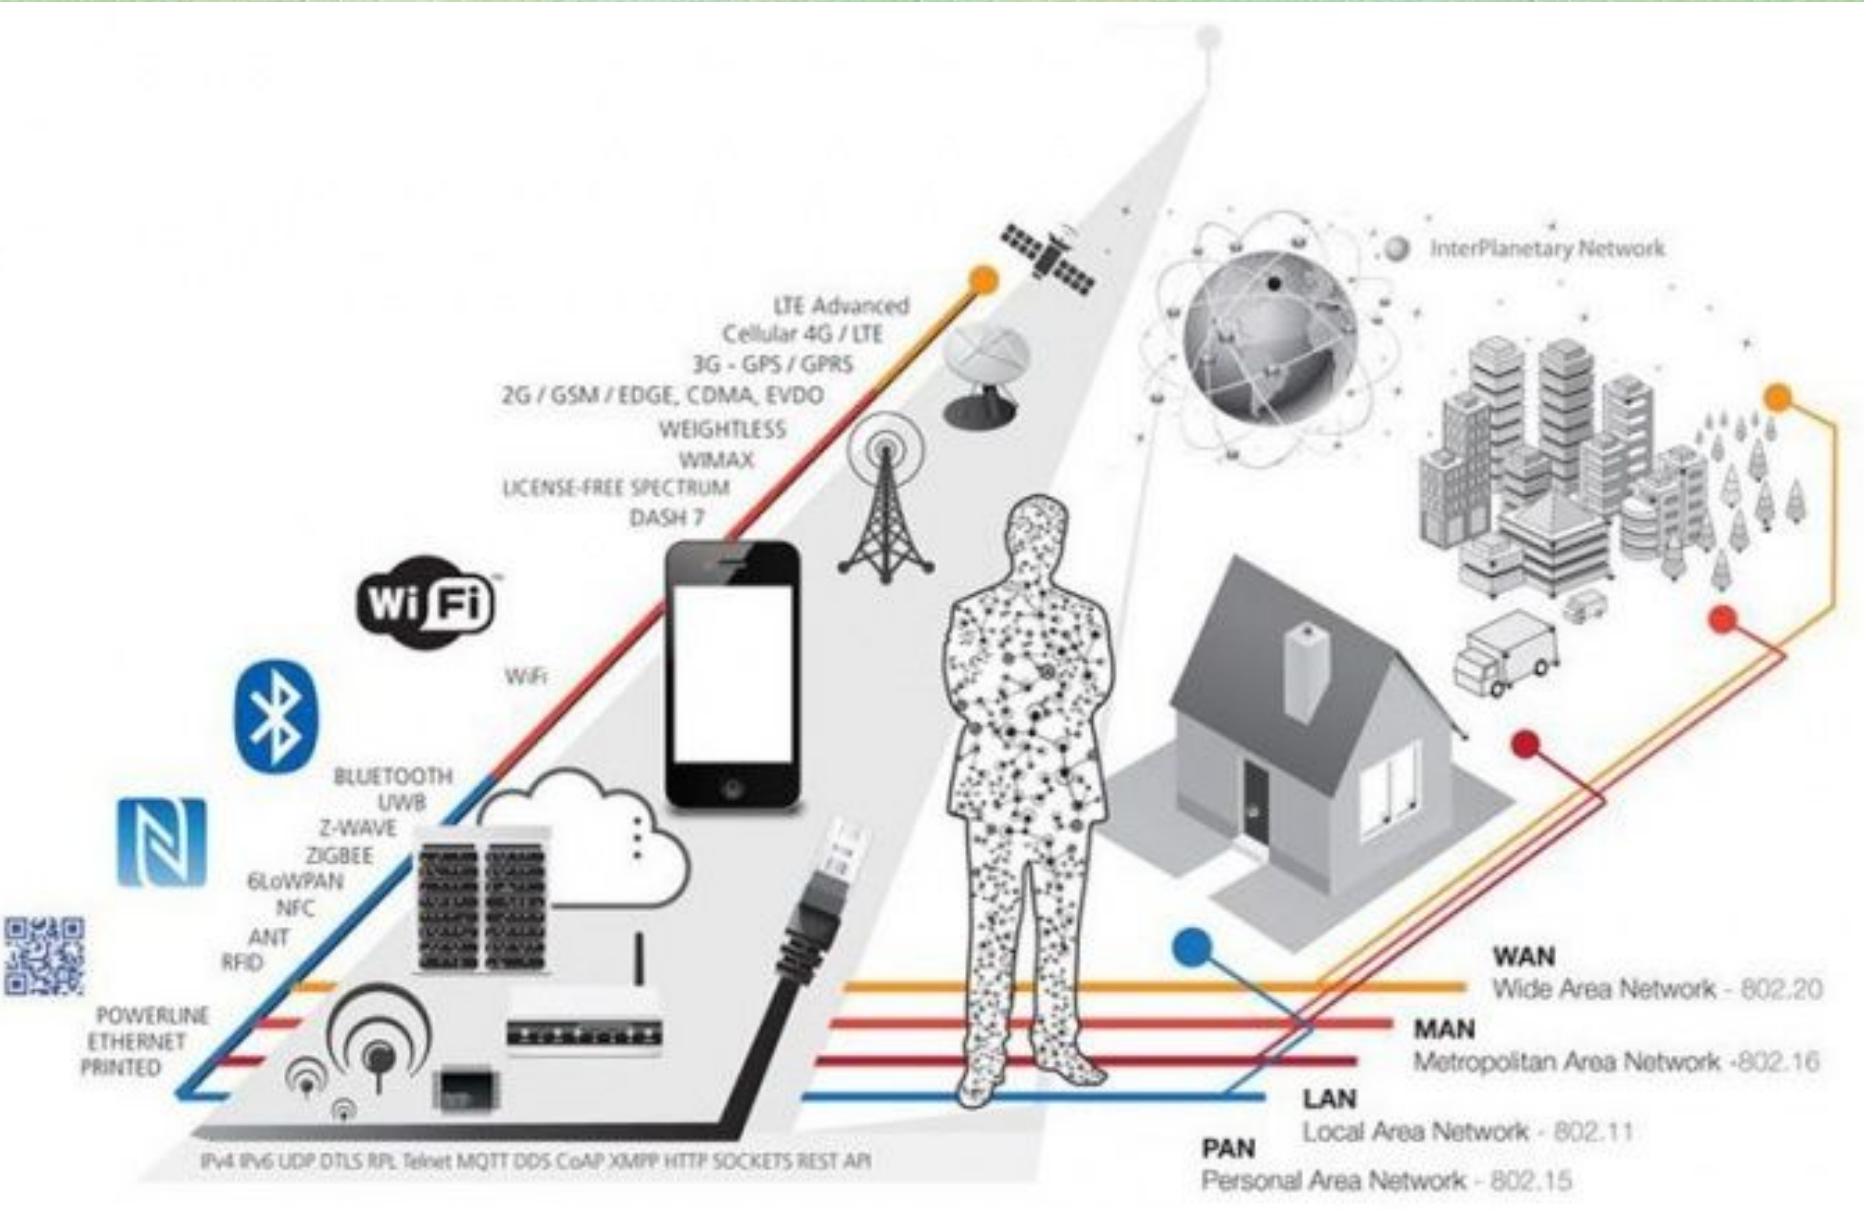 InterPlanetary Network
LTE Advanced
Cellular 4G / LTE
3G - GPS / GPRS
2G / GSM / EDGE, CDMA, EVDO
WEIGHTLESS
WIMAX
LICENSE-FREE SPECTRUM
DASH 7
WiFi™
WiFi
BLUETOOTH
UWB
Z-WAVE
ZIGBEE
6LoWPAN
NFC
ANT
RFID
POWERLINE
ETHERNET
PRINTED
WAN
Wide Area Network - 802.20
MAN
Metropolitan Area Network -802.16
LAN
Local Area Network - 802.11
PAN
Personal Area Network - 802.15
IPv4 IPv6 UDP DTLS RPL Telnet MQTT DDS CoAP XMPP HTTP SOCKETS REST API